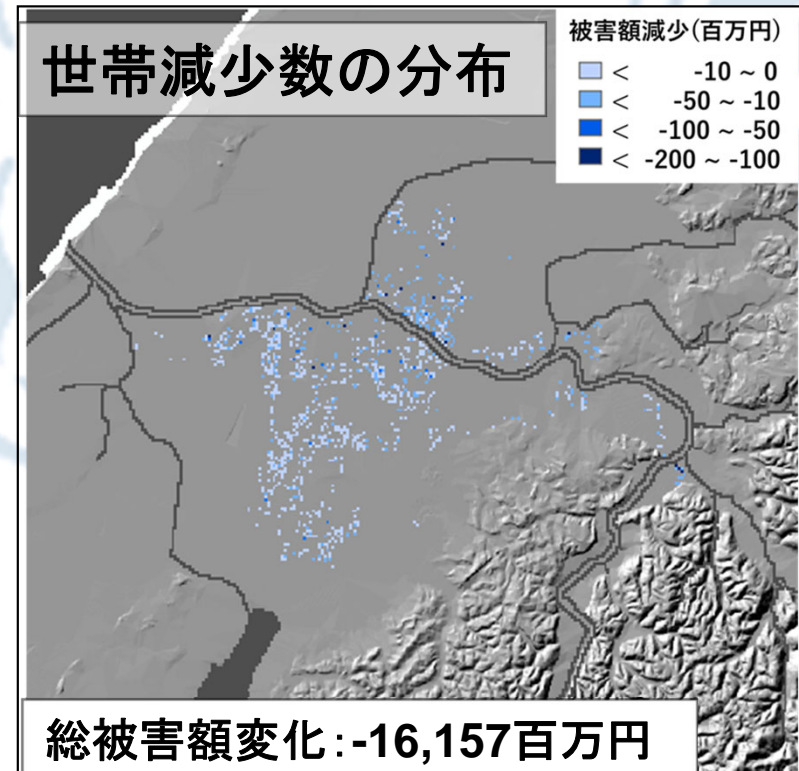 世帯減少数の分布
被害額減少(百万円)
< -10 ~ 0
< -50 ~ -10
< -100 ~ -50
< -200 ~ -100
総被害額変化:-16,157百万円